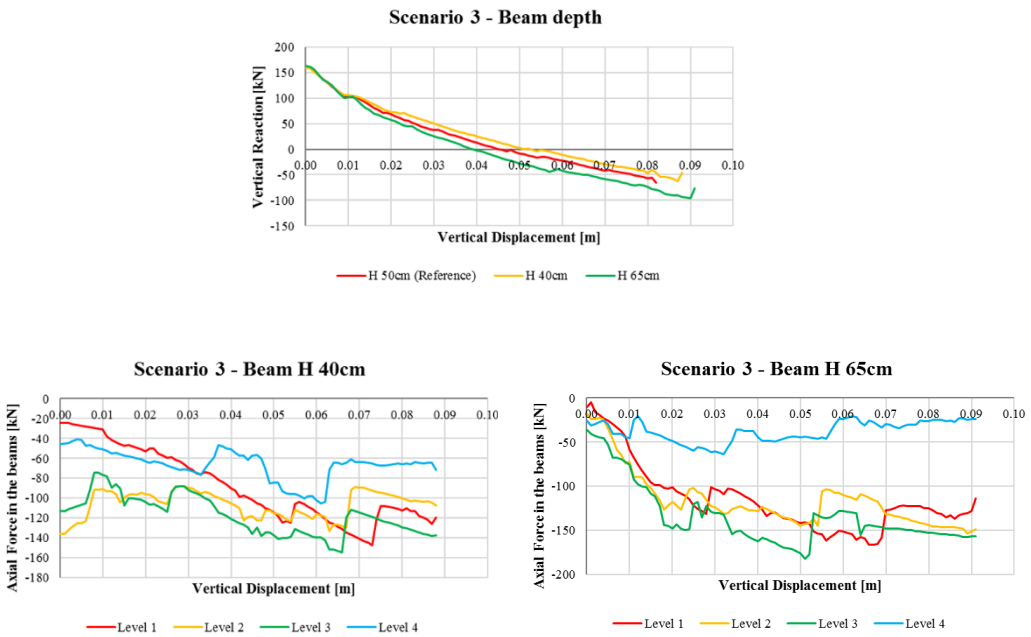 Scenario 3 - Beam depth
200
150
100
50
0
-50
-100
-150
0.00 0.01 0.02 0.03 0.04 0.05 0.06 0.07 0.08 0.09 0.10
Vertical Reaction [kN]
Vertical Displacement [m]
H 50cm (Reference) H 40cm H 65cm
Scenario 3 - Beam H 40cm
0
-20
-40
-60
-80
-100
-120
-140
-160
-180
0.00 0.01 0.02 0.03 0.04 0.05 0.06 0.07 0.08 0.09 0.10
Axial Force in the beams [kN]
Vertical Displacement [m]
Level 1 Level 2 Level 3 Level 4
Scenario 3 - Beam H 65cm
0
-50
-100
-150
-200
0.00 0.01 0.02 0.03 0.04 0.05 0.06 0.07 0.08 0.09 0.10
Axial Force in the beams [kN]
Vertical Displacement [m]
Level 1 Level 2 Level 3 Level 4